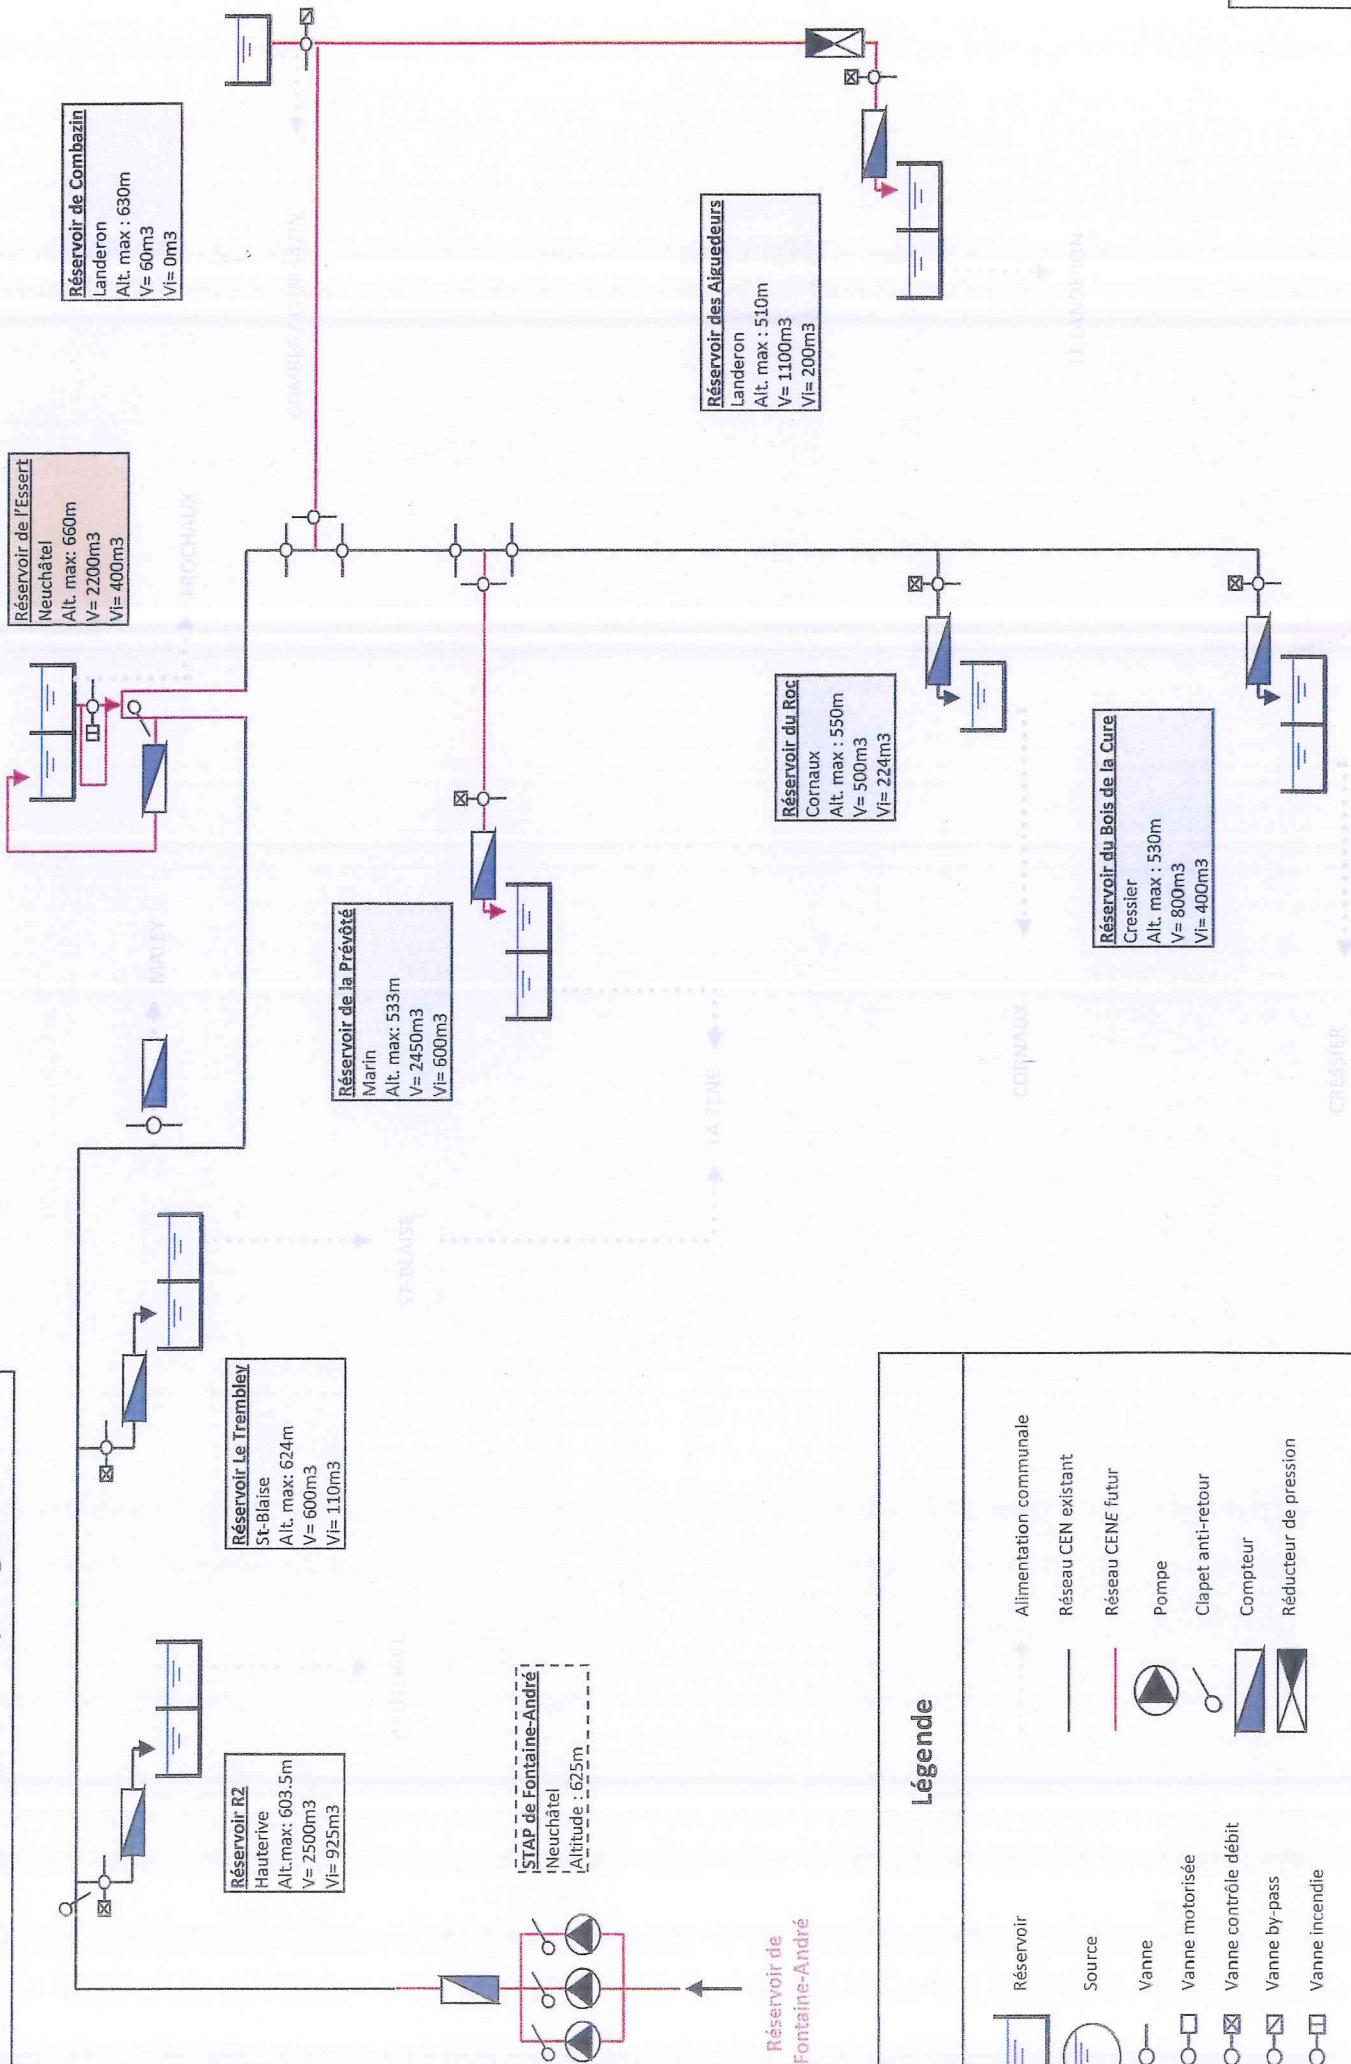 Réservoir de Combazin
Landeron
Alt. max : 630m
V= 60m3
Vi= 0m3
Réservoir de l'Essert
Neuchâtel
Alt. max: 660m
V= 2200m3
Vi= 400m3
FROCHAUX
MALEY
Réservoir des Aiguedeurs
Landeron
Alt. max : 510m
V= 1100m3
Vi= 200m3
LE LANDERON
Réservoir de la Prévôté
Marin
Alt. max: 533m
V= 2450m3
Vi= 600m3
LA TENE
Réservoir du Roc
Cornaux
Alt. max : 550m
V= 500m3
Vi= 224m3
CORNAUX
Réservoir du Bois de la Cure
Cressier
Alt. max : 530m
V= 800m3
Vi= 400m3
CRESSIER
Réservoir Le Trembley
St-Blaise
Alt. max: 624m
V= 600m3
Vi= 110m3
ST-BLAISE
Réservoir R2
Hauterive
Alt.max: 603.5m
V= 2500m3
Vi= 925m3
HAUTERIVE
STAP de Fontaine-André
Neuchâtel
Altitude : 625m
Réservoir de
Fontaine-André
Légende
Réservoir
Source
Vanne
Vanne motorisée
Vanne contrôle débit
Vanne by-pass
Vanne incendie
Alimentation communale
Réseau CEN existant
Réseau CENE futur
Pompe
Clapet anti-retour
Compteur
Réducteur de pression